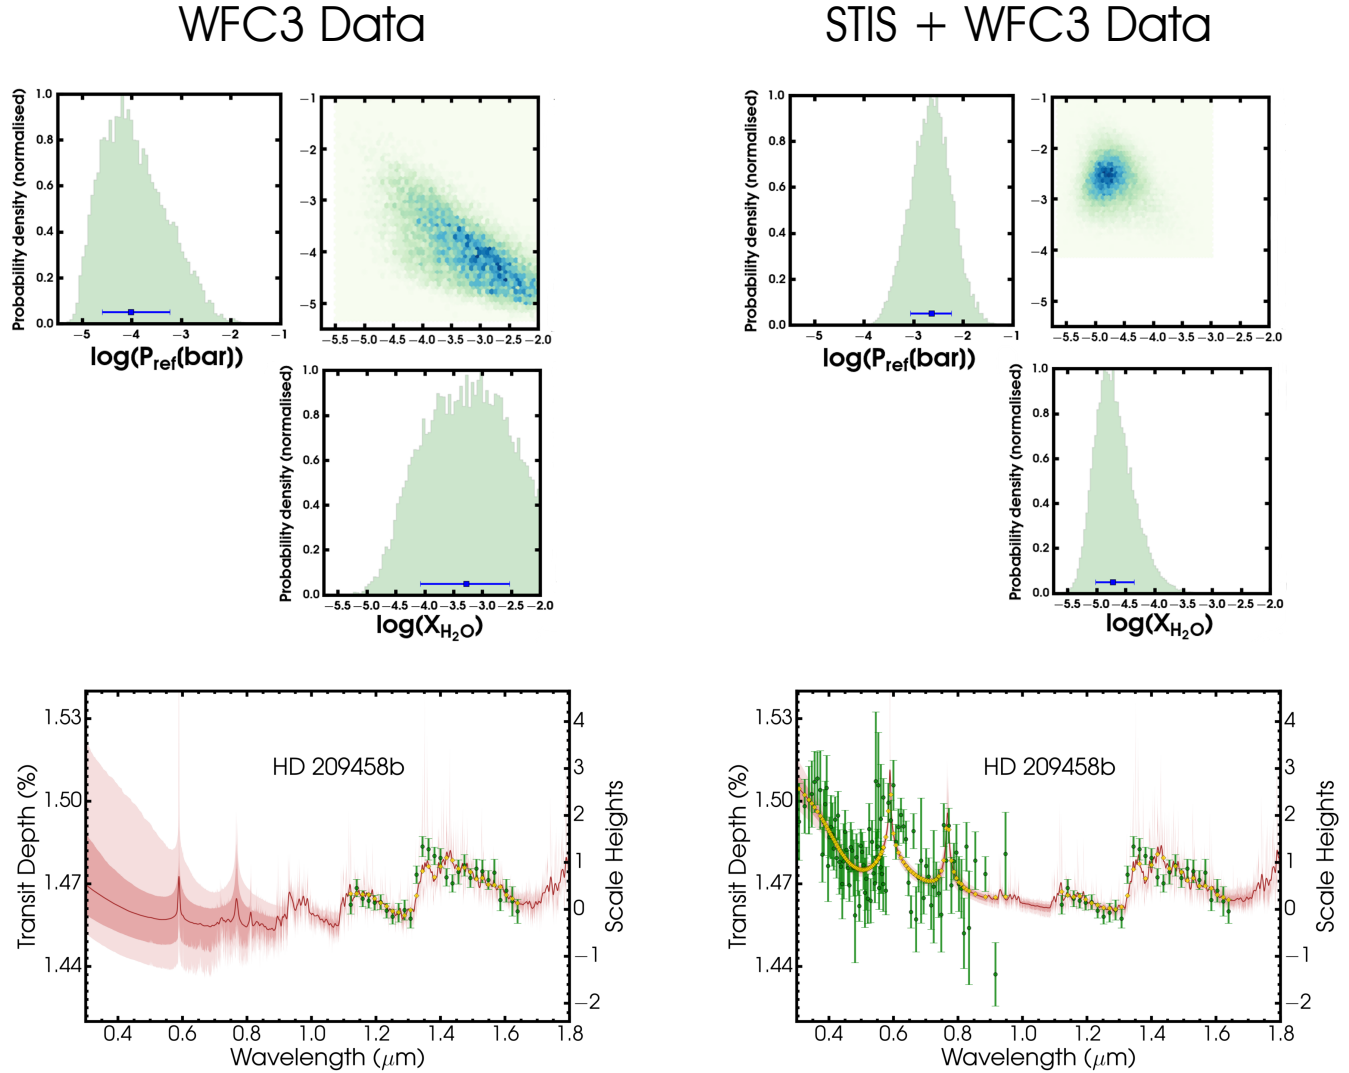 WFC3 Data
STIS + WFC3 Data
Probability density (normalised)
1.0
0.8
0.6
0.4
0.2
0.0
−5 −4 −3 −2 −1
log(Pref(bar))
−1
−2
−3
−4
−5
−5.5 −5.0 −4.5 −4.0 −3.5 −3.0 −2.5 −2.0
Probability density (normalised)
1.0
0.8
0.6
0.4
0.2
0.0
−5 −4 −3 −2 −1
log(Pref(bar))
−1
−2
−3
−4
−5
−5.5 −5.0 −4.5 −4.0 −3.5 −3.0 −2.5 −2.0
Probability density (normalised)
1.0
0.8
0.6
0.4
0.2
0.0
−5.5 −5.0 −4.5 −4.0 −3.5 −3.0 −2.5 −2.0
log(XH2O)
Probability density (normalised)
1.0
0.8
0.6
0.4
0.2
0.0
−5.5 −5.0 −4.5 −4.0 −3.5 −3.0 −2.5 −2.0
log(XH2O)
Transit Depth (%)
1.53
1.50
1.47
1.44
HD 209458b
4
3
2
1
0
−1
−2
Scale Heights
0.4 0.6 0.8 1.0 1.2 1.4 1.6 1.8
Wavelength (μm)
Transit Depth (%)
1.53
1.50
1.47
1.44
HD 209458b
4
3
2
1
0
−1
−2
Scale Heights
0.4 0.6 0.8 1.0 1.2 1.4 1.6 1.8
Wavelength (μm)